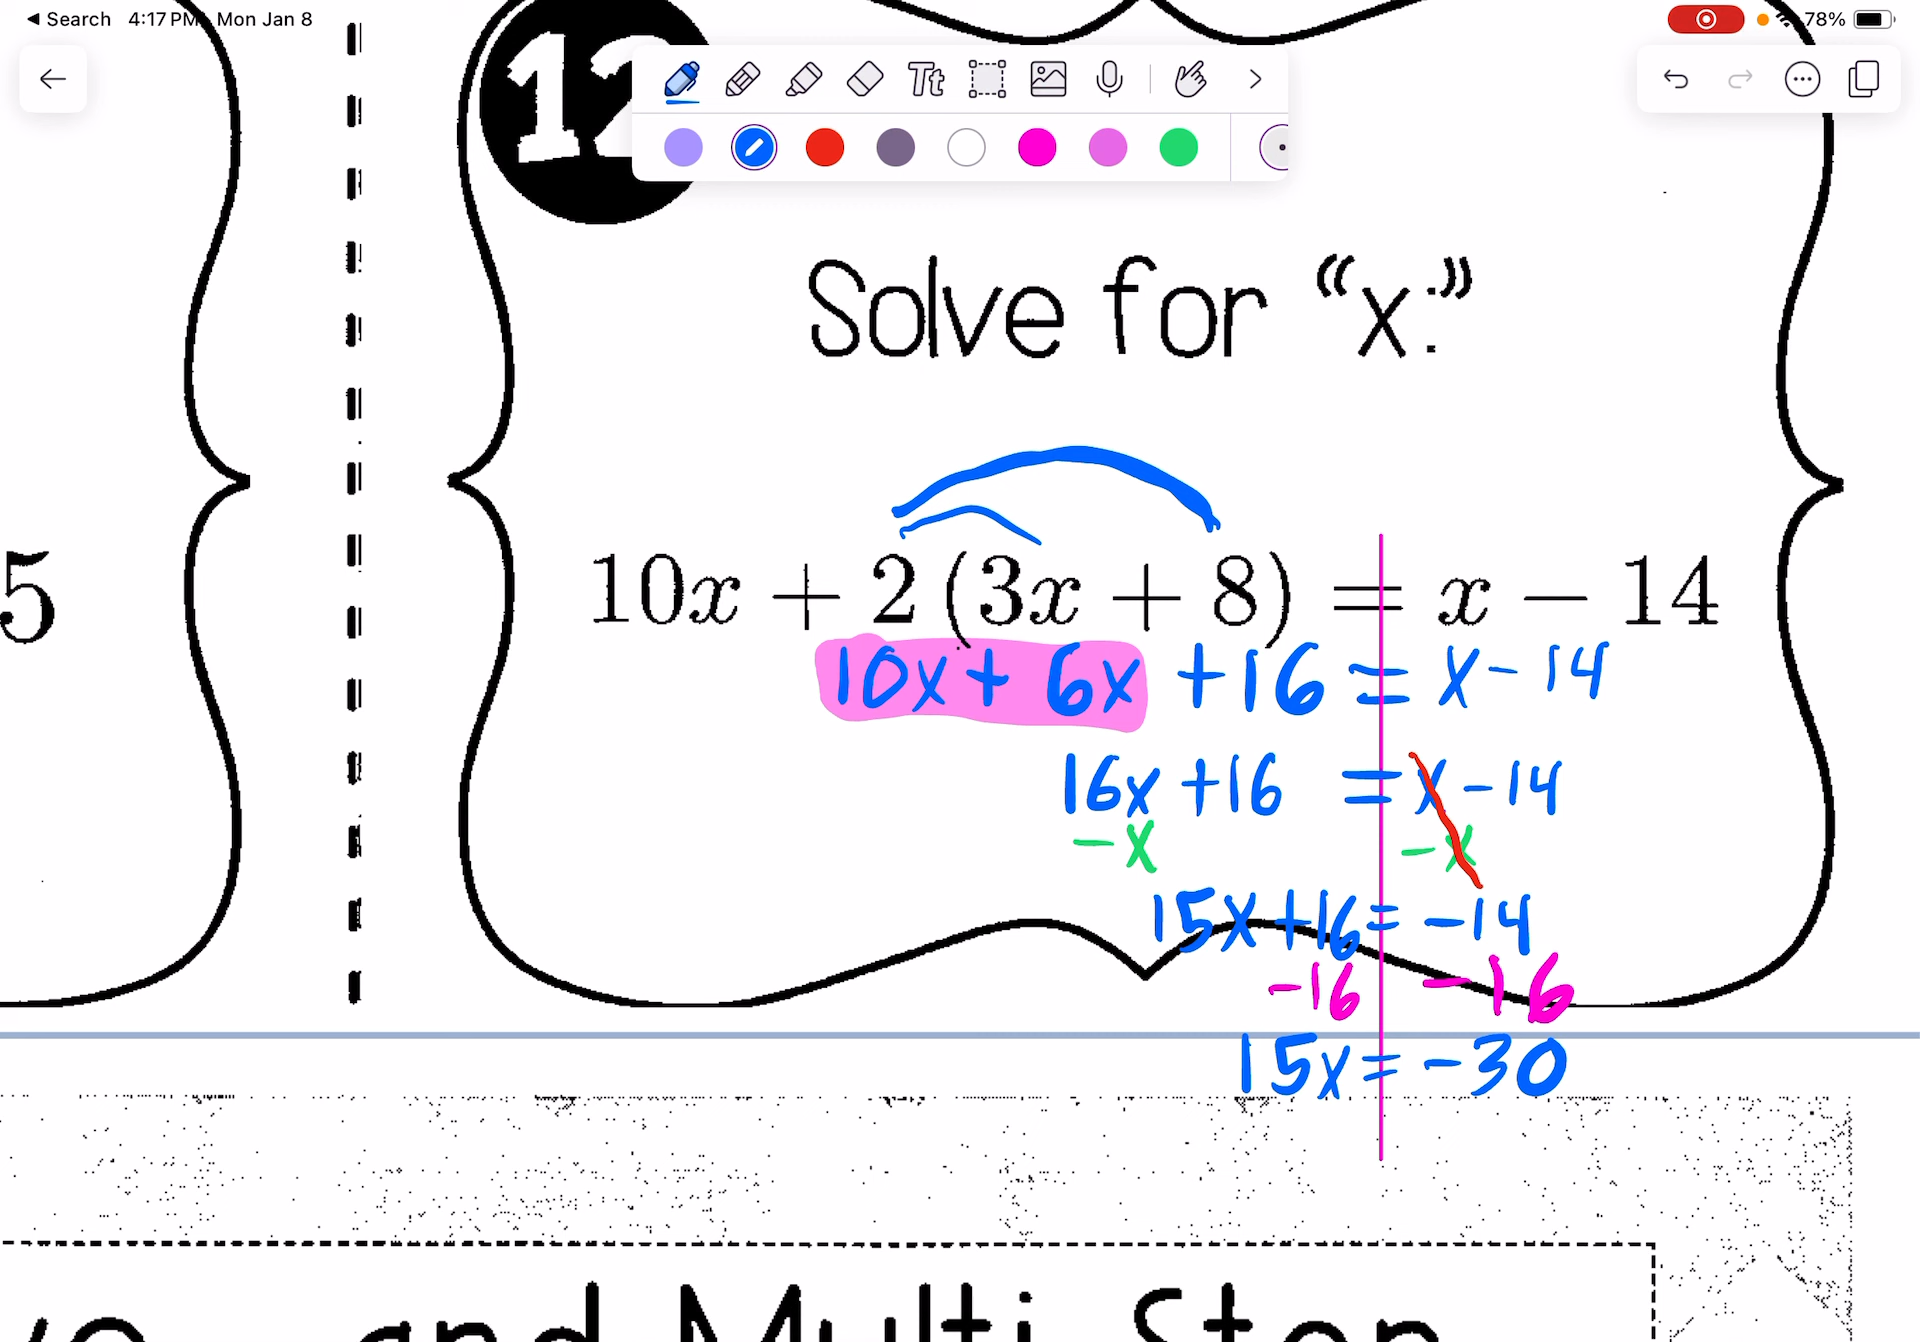 ◀ Search 4:17 PM Mon Jan 8 78%
12
Tt
Solve for “x:”
5
10x + 2 (3x + 8) = x − 14
10x + 6x + 16 = x - 14
16x + 16 = x - 14
- x - x
15x + 16 = -14
-16 -16
15x = -30
and Multi Step